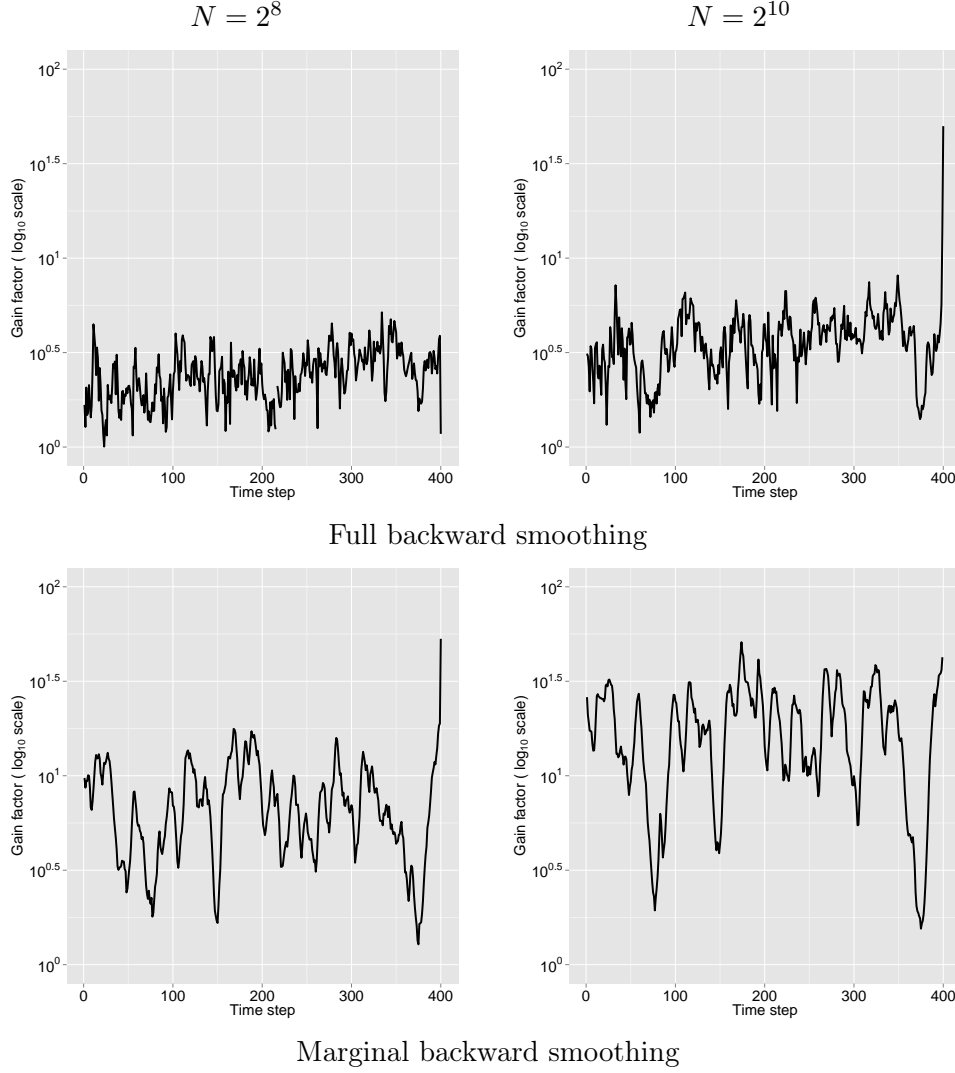 N = 2^8
N = 2^10
Gain factor ( log10 scale)
10^2
10^1.5
10^1
10^0.5
10^0
0 100 200 300 400
Time step
Gain factor ( log10 scale)
10^2
10^1.5
10^1
10^0.5
10^0
0 100 200 300 400
Time step
Full backward smoothing
Gain factor ( log10 scale)
10^2
10^1.5
10^1
10^0.5
10^0
0 100 200 300 400
Time step
Gain factor ( log10 scale)
10^2
10^1.5
10^1
10^0.5
10^0
0 100 200 300 400
Time step
Marginal backward smoothing